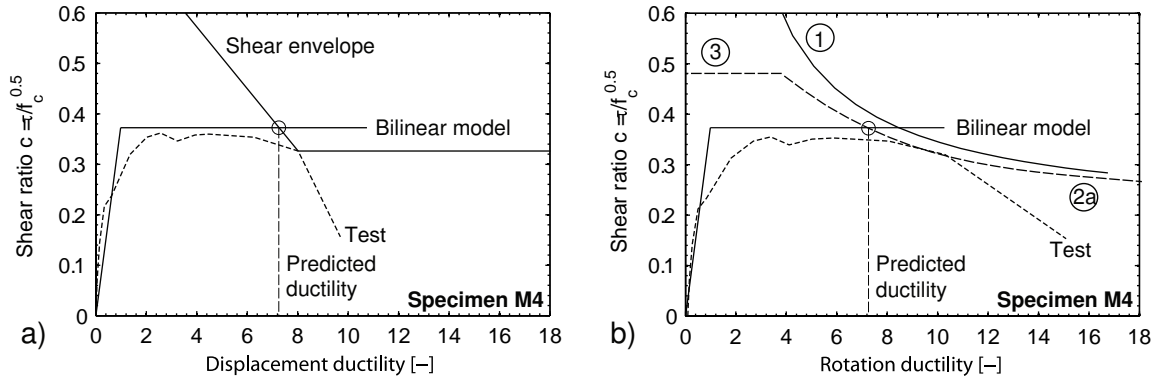 0.6
0.5
0.4
0.3
0.2
0.1
0
Shear ratio c =τ/f_c^0.5
Shear envelope
Bilinear model
Test
Predicted
ductility
Specimen M4
0 2 4 6 8 10 12 14 16 18
Displacement ductility [–]
a)
0.6
0.5
0.4
0.3
0.2
0.1
0
Shear ratio c =τ/f_c^0.5
1
3
Bilinear model
2a
Test
Predicted
ductility
Specimen M4
0 2 4 6 8 10 12 14 16 18
Rotation ductility [–]
b)